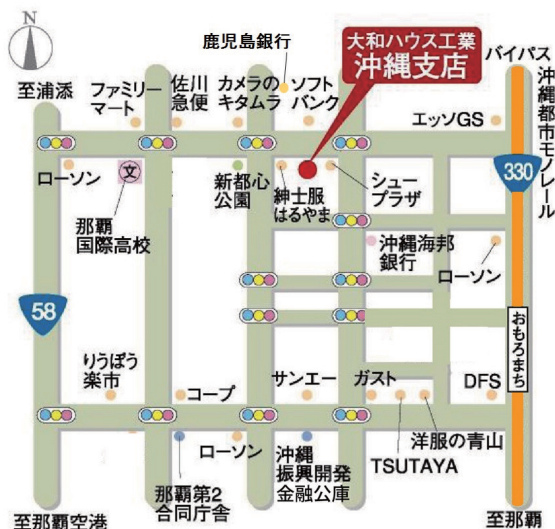 N
鹿児島銀行
大和ハウス工業
沖縄支店
バイパス
至浦添
ファミリー
マート
佐川
急便
カメラの
キタムラ
ソフト
バンク
エッソGS
沖縄都市モノレール
330
ローソン
文
那覇
国際高校
新都心
公園
紳士服
はるやま
シュー
プラザ
沖縄海邦
銀行
ローソン
58
おもろまち
りうぼう
楽市
コープ
サンエー
ガスト
DFS
洋服の青山
TSUTAYA
ローソン
沖縄
振興開発
金融公庫
那覇第2
合同庁舎
至那覇空港
至那覇